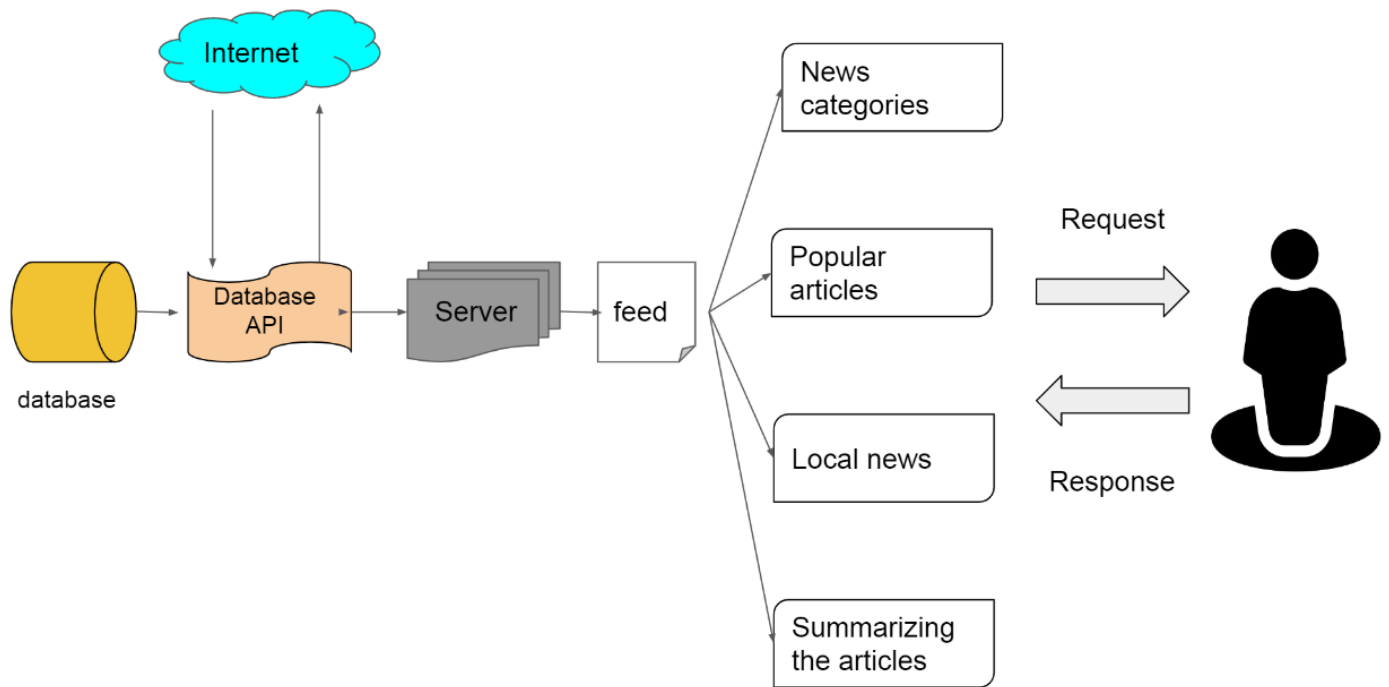 Internet
database
Database
API
Server
feed
News
categories
Popular
articles
Local news
Summarizing
the articles
Request
Response